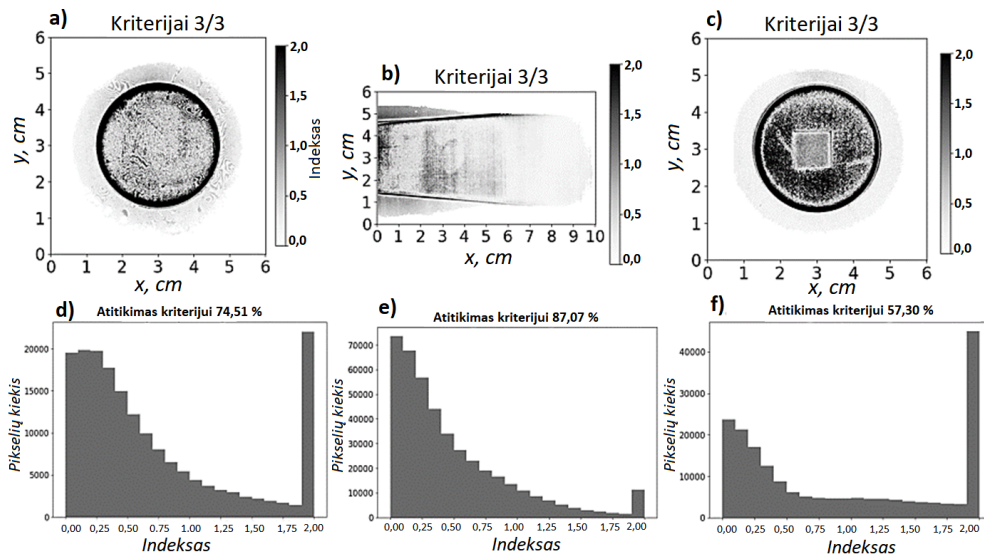 a)
Kriterijai 3/3
6
5
4
3
2
1
0
y, cm
0 1 2 3 4 5 6
x, cm
2,0
1,5
1,0
0,5
0,0
Indeksas
b)
Kriterijai 3/3
6
5
4
3
2
1
0
y, cm
0 1 2 3 4 5 6 7 8 9 10
x, cm
2,0
1,5
1,0
0,5
0,0
c)
Kriterijai 3/3
6
5
4
3
2
1
0
y, cm
0 1 2 3 4 5 6
x, cm
2,0
1,5
1,0
0,5
0,0
d)
Atitikimas kriterijui 74,51 %
20000
15000
10000
5000
0
Pikselių kiekis
0,00 0,25 0,50 0,75 1.00 1.25 1,50 1,75 2,00
Indeksas
e)
Atitikimas kriterijui 87,07 %
70000
60000
50000
40000
30000
20000
10000
0
Pikselių kiekis
0,00 0,25 0,50 0,75 1.00 1.25 1,50 1,75 2,00
Indeksas
f)
Atitikimas kriterijui 57,30 %
40000
30000
20000
10000
0
Pikselių kiekis
0,00 0,25 0,50 0,75 1.00 1.25 1,50 1,75 2,00
Indeksas